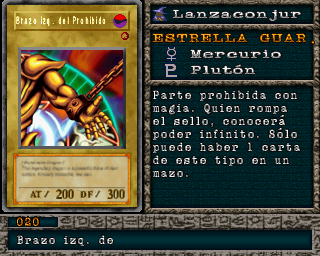 Brazo izq. del Prohibido
AT/ 200 DF/ 300
Lanzaconjur
ESTRELLA GUAR.
Mercurio
Plutón
Parte prohibida con
magia. Quien rompa
el sello, conocerá
poder infinito. Sólo
puede haber 1 carta
de este tipo en un
mazo.
020
Brazo izq. de